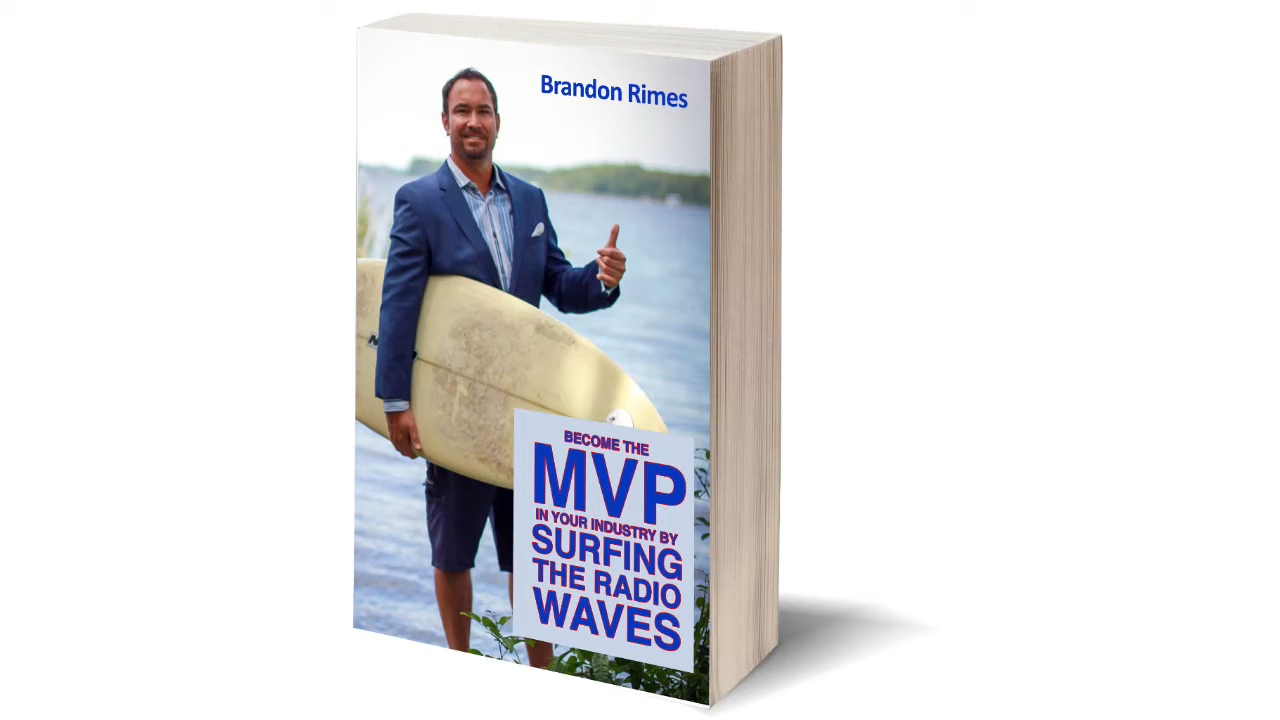 Brandon Rimes
BECOME THE
MVP
IN YOUR INDUSTRY BY
SURFING
THE RADIO
WAVES